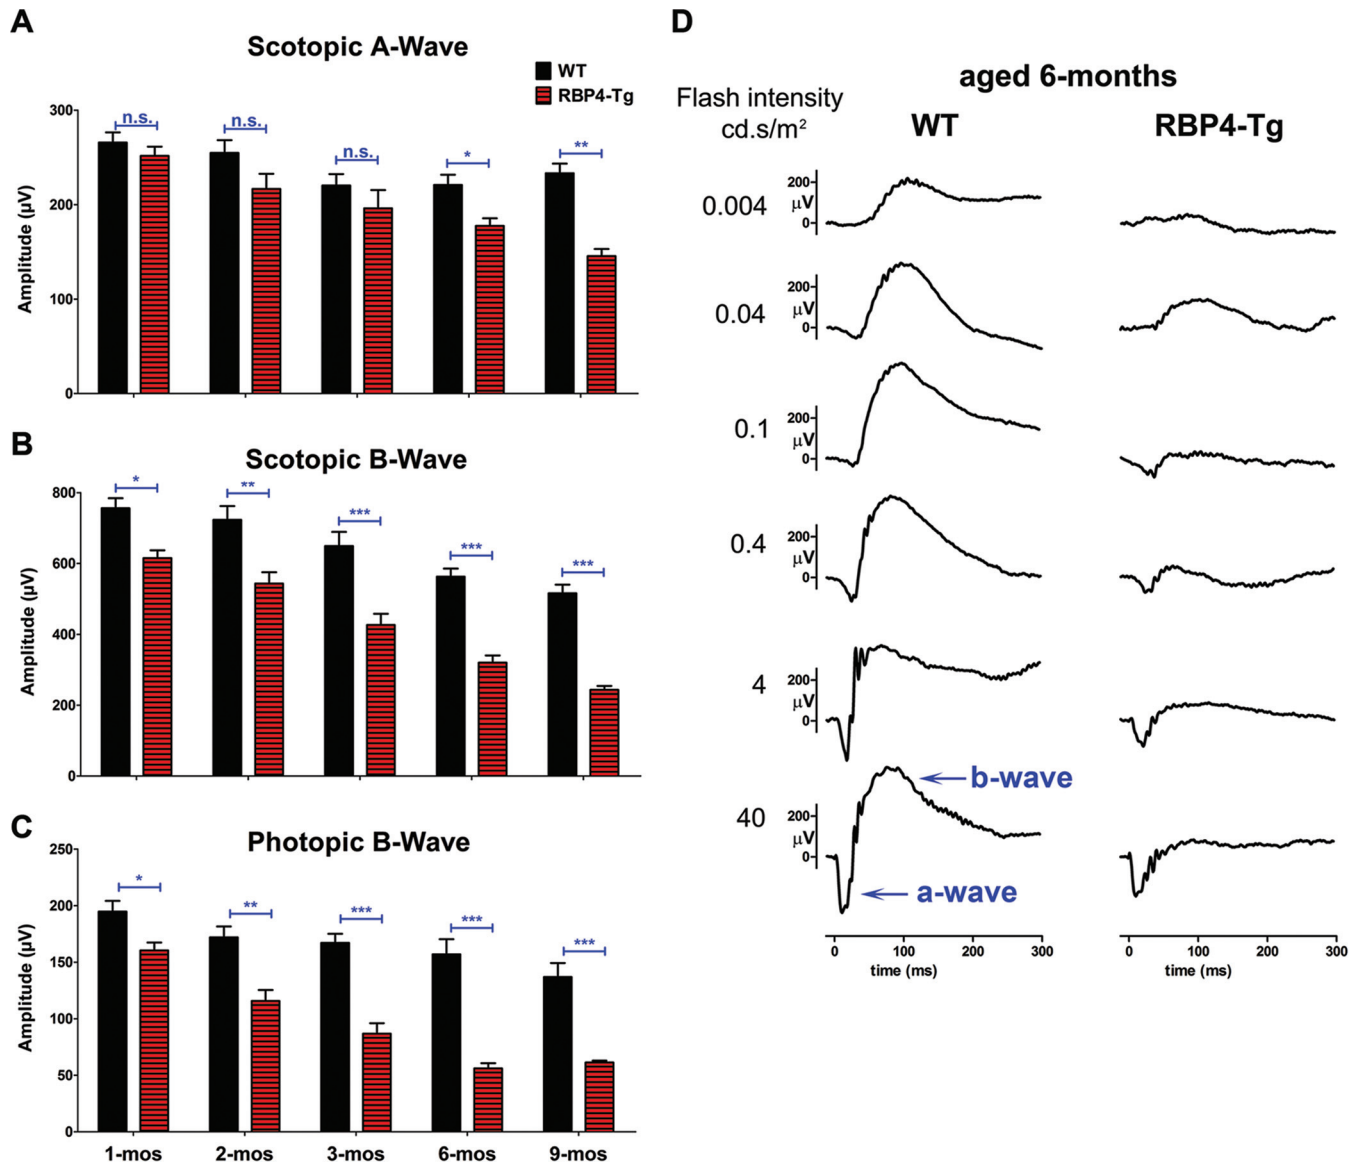 A
Scotopic A-Wave
WT
RBP4-Tg
Amplitude (µV)
300
200
100
0
n.s.
n.s.
n.s.
*
**
B
Scotopic B-Wave
Amplitude (µV)
800
600
400
200
0
*
**
***
***
***
C
Photopic B-Wave
Amplitude (µV)
250
200
150
100
50
0
*
**
***
***
***
1-mos 2-mos 3-mos 6-mos 9-mos
D
aged 6-months
Flash intensity
cd.s/m²
WT RBP4-Tg
0.004
200
µV
0
0.04
200
µV
0
0.1
200
µV
0
0.4
200
µV
0
4
200
µV
0
40
200
µV
0
b-wave
a-wave
0 100 200 300
time (ms)
0 100 200 300
time (ms)